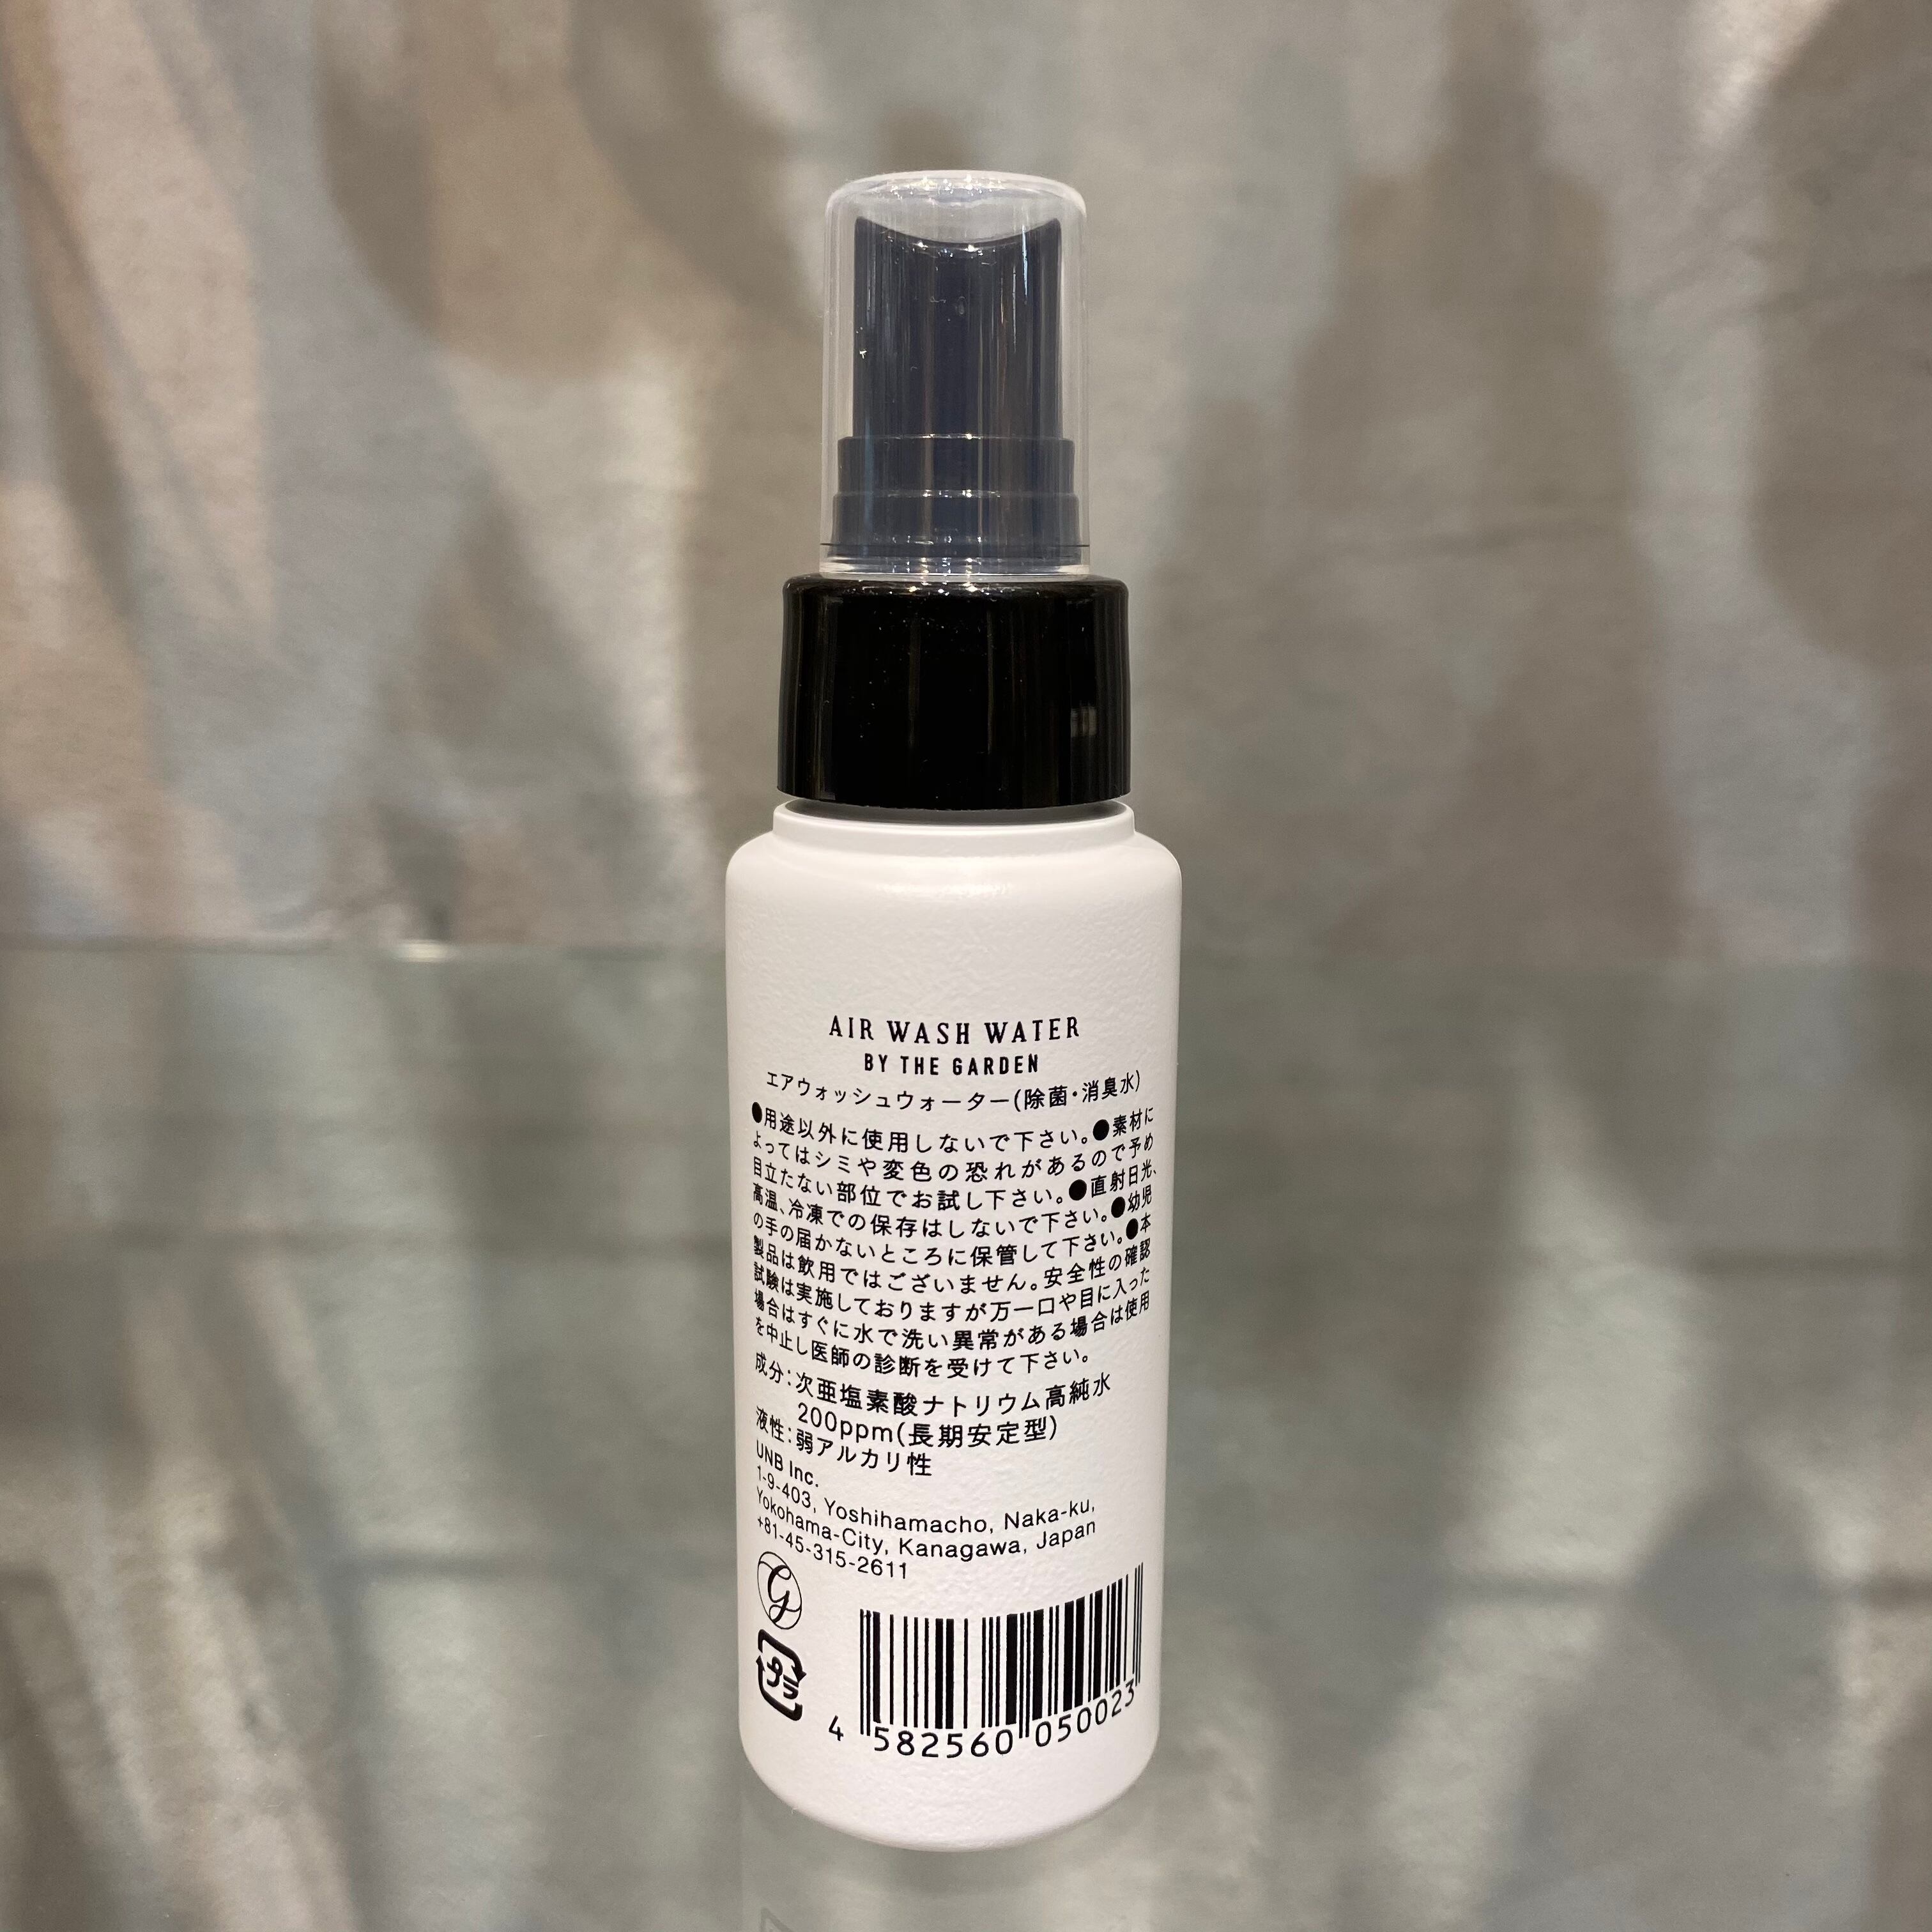 AIR WASH WATER
BY THE GARDEN
エアウォッシュウォーター(除菌・消臭水)
●用途以外に使用しないで下さい。●素材に
よってはシミや変色の恐れがあるので予め
目立たない部位でお試し下さい。●直射日光、
高温、冷凍での保存はしないで下さい。●幼児
の手の届かないところに保管して下さい。●本
製品は飲用ではございません。安全性の確認
試験は実施しておりますが万一口や目に入った
場合はすぐに水で洗い異常がある場合は使用
を中止し医師の診断を受けて下さい。
成分：次亜塩素酸ナトリウム高純水
200ppm(長期安定型)
液性：弱アルカリ性
UNB Inc.
1-9-403, Yoshihamacho, Naka-ku,
Yokohama-City, Kanagawa, Japan
+81-45-315-2611
G
プラ
4 582560 050023